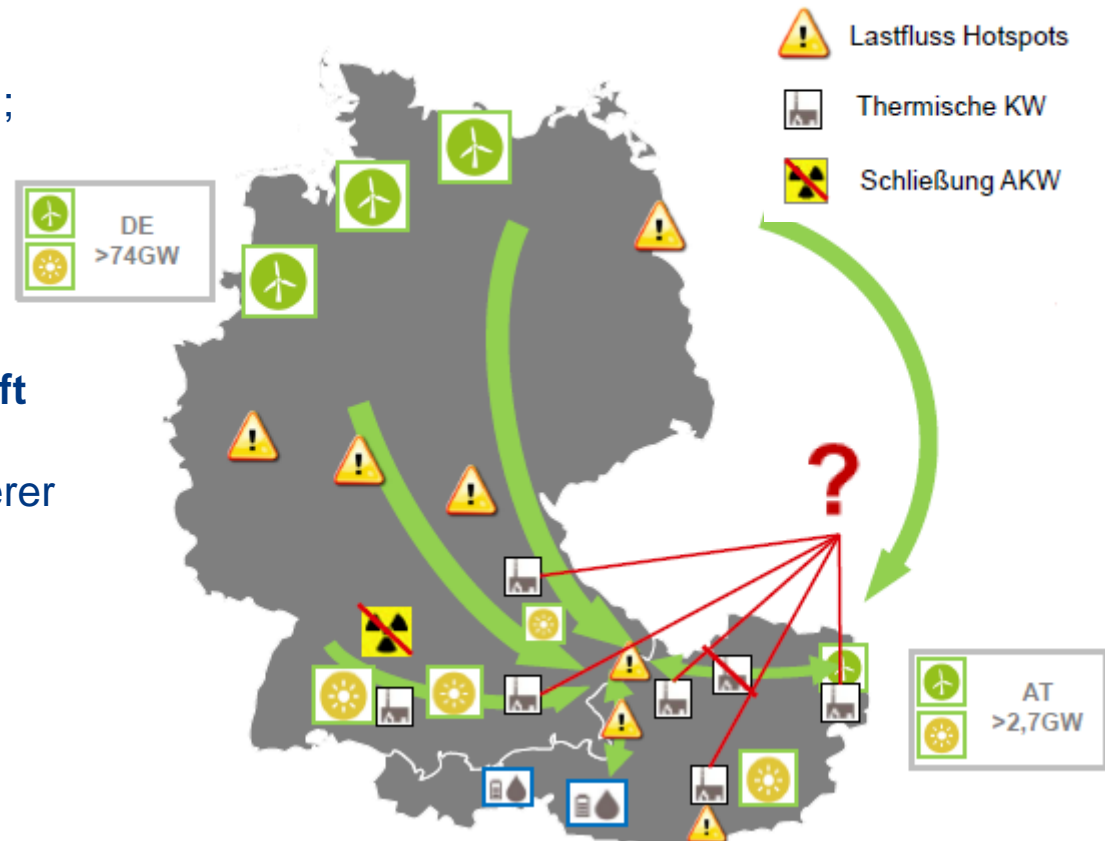 Lastfluss Hotspots
;
Thermische KW
Schließung AKW
DE
>74GW
ft
erer
?
AT
>2,7GW